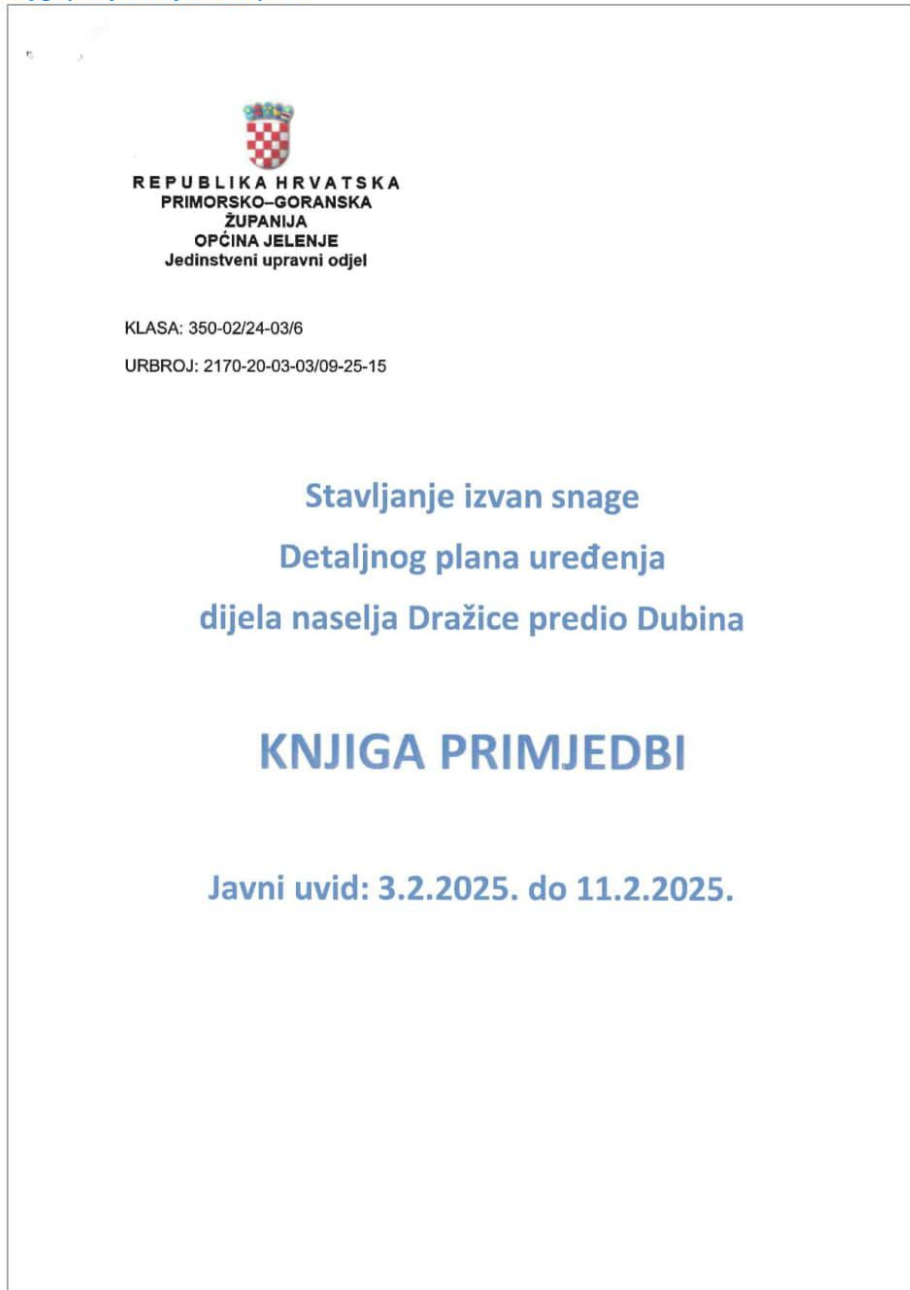 REPUBLIKA HRVATSKA
PRIMORSKO–GORANSKA
ŽUPANIJA
OPĆINA JELENJE
Jedinstveni upravni odjel
KLASA: 350-02/24-03/6
URBROJ: 2170-20-03-03/09-25-15
Stavljanje izvan snage
Detaljnog plana uređenja
dijela naselja Dražice predio Dubina
KNJIGA PRIMJEDBI
Javni uvid: 3.2.2025. do 11.2.2025.